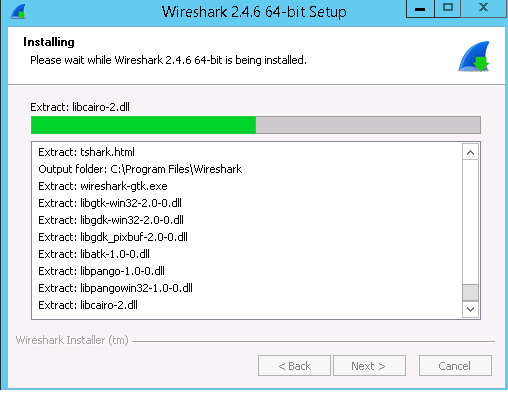 Wireshark 2.4.6 64-bit Setup
Installing
Please wait while Wireshark 2.4.6 64-bit is being installed.
Extract: libcairo-2.dll
Extract: tshark.html
Output folder: C:\Program Files\Wireshark
Extract: wireshark-gtk.exe
Extract: libgtk-win32-2.0-0.dll
Extract: libgdk-win32-2.0-0.dll
Extract: libgdk_pixbuf-2.0-0.dll
Extract: libatk-1.0-0.dll
Extract: libpango-1.0-0.dll
Extract: libpangowin32-1.0-0.dll
Extract: libcairo-2.dll
Wireshark Installer (tm)
< Back
Next >
Cancel